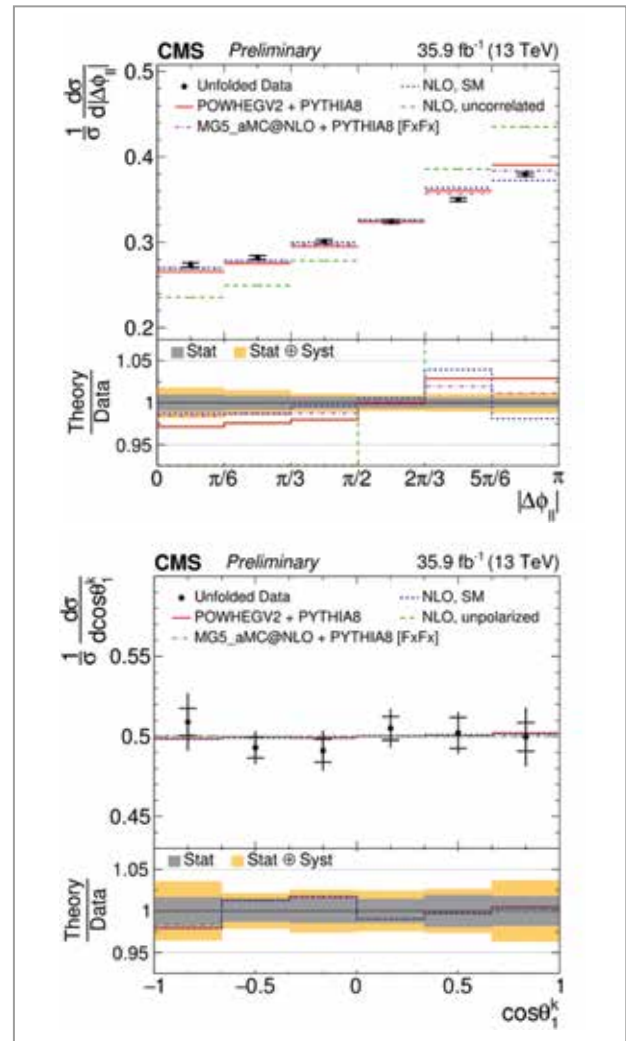 CMS Preliminary 35.9 fb⁻¹ (13 TeV)
1/σ dσ/d|Δφ_||_|
Unfolded Data NLO, SM
POWHEGV2 + PYTHIA8 NLO, uncorrelated
MG5_aMC@NLO + PYTHIA8 [FxFx]
0.5
0.4
0.3
0.2
Stat Stat ⊕ Syst
Theory/Data
1.05
1
0.95
0 π/6 π/3 π/2 2π/3 5π/6 π
|Δφ_||_|
CMS Preliminary 35.9 fb⁻¹ (13 TeV)
1/σ dσ/dcosθ₁ᵏ
Unfolded Data NLO, SM
POWHEGV2 + PYTHIA8 NLO, unpolarized
MG5_aMC@NLO + PYTHIA8 [FxFx]
0.55
0.5
0.45
Stat Stat ⊕ Syst
Theory/Data
1.05
1
0.95
−1 −0.5 0 0.5 1
cosθ₁ᵏ